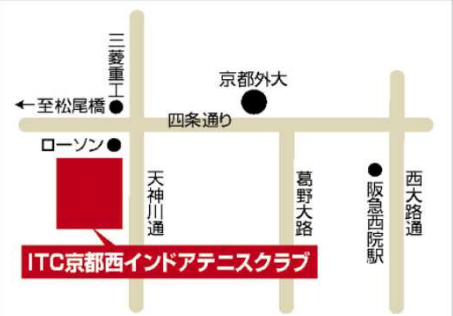 三菱重工
京都外大
←至松尾橋
四条通り
ローソン
天神川通
葛野大路
阪急西院駅
西大路通
ITC京都西インドアテニスクラブ